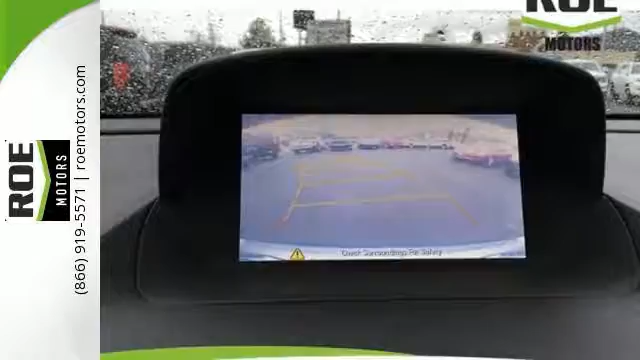 ROE
MOTORS
(866) 919-5571 | roemotors.com
ROE
MOTORS
Check Surroundings For Safety